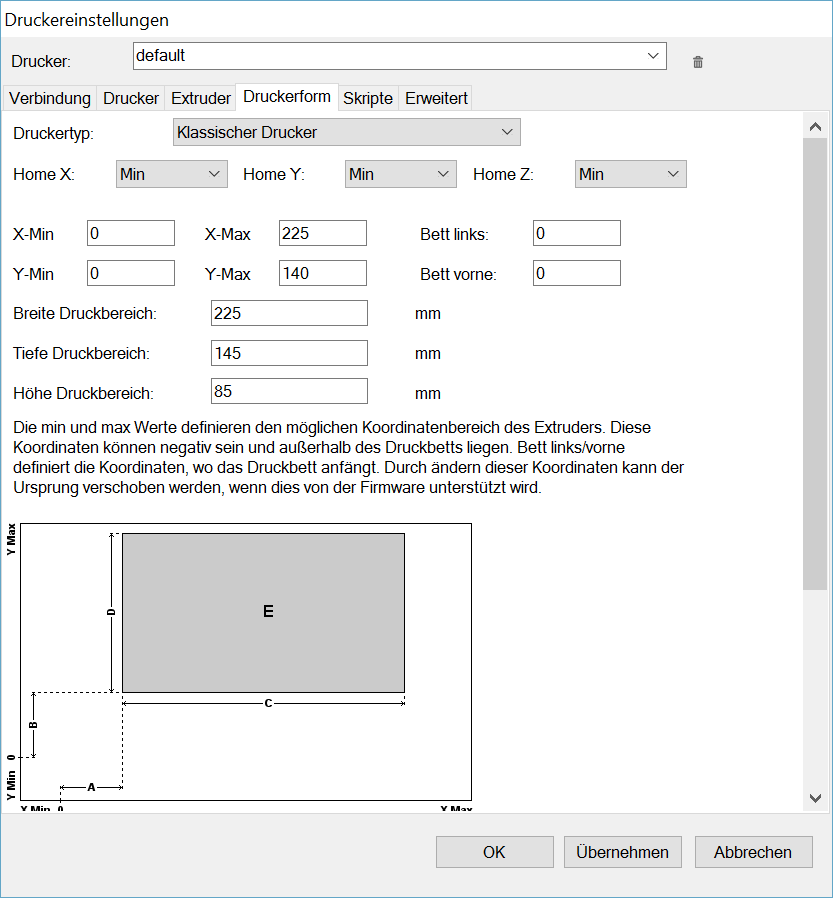 Druckereinstellungen
Drucker: default
Verbindung Drucker Extruder Druckerform Skripte Erweitert
Druckertyp: Klassischer Drucker
Home X: Min Home Y: Min Home Z: Min
X-Min 0 X-Max 225 Bett links: 0
Y-Min 0 Y-Max 140 Bett vorne: 0
Breite Druckbereich: 225 mm
Tiefe Druckbereich: 145 mm
Höhe Druckbereich: 85 mm
Die min und max Werte definieren den möglichen Koordinatenbereich des Extruders. Diese
Koordinaten können negativ sein und außerhalb des Druckbetts liegen. Bett links/vorne
definiert die Koordinaten, wo das Druckbett anfängt. Durch ändern dieser Koordinaten kann der
Ursprung verschoben werden, wenn dies von der Firmware unterstützt wird.
Y Max
D
E
C
B
0
Y Min
A
X Min 0 X Max
OK Übernehmen Abbrechen